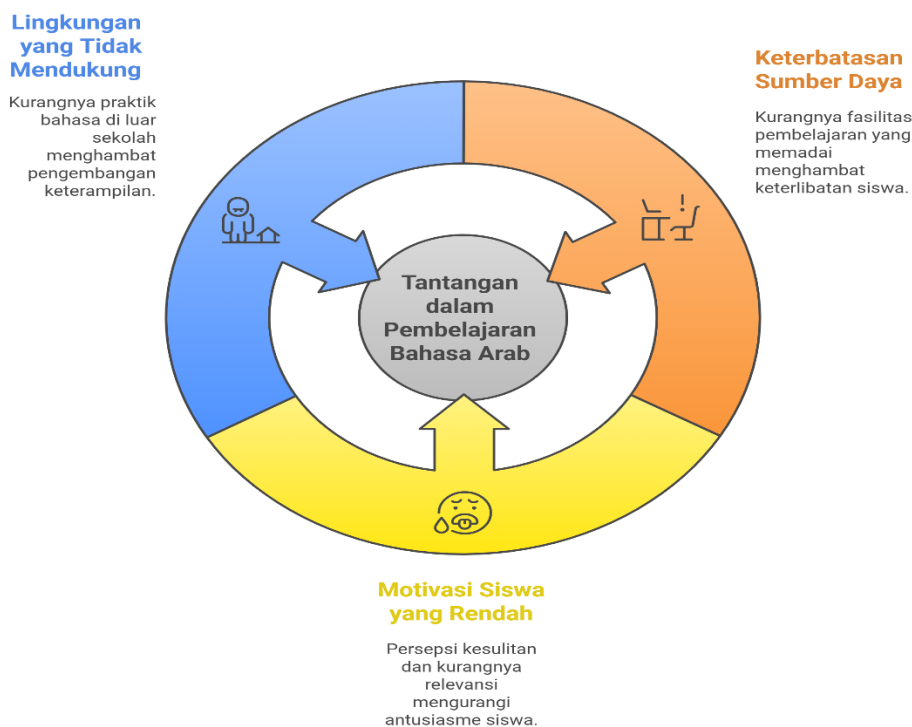 Lingkungan
yang Tidak
Mendukung
Kurangnya praktik
bahasa di luar
sekolah
menghambat
pengembangan
keterampilan.
Keterbatasan
Sumber Daya
Kurangnya fasilitas
pembelajaran yang
memadai
menghambat
keterlibatan siswa.
Tantangan
dalam
Pembelajaran
Bahasa Arab
Motivasi Siswa
yang Rendah
Persepsi kesulitan
dan kurangnya
relevansi
mengurangi
antusiasme siswa.